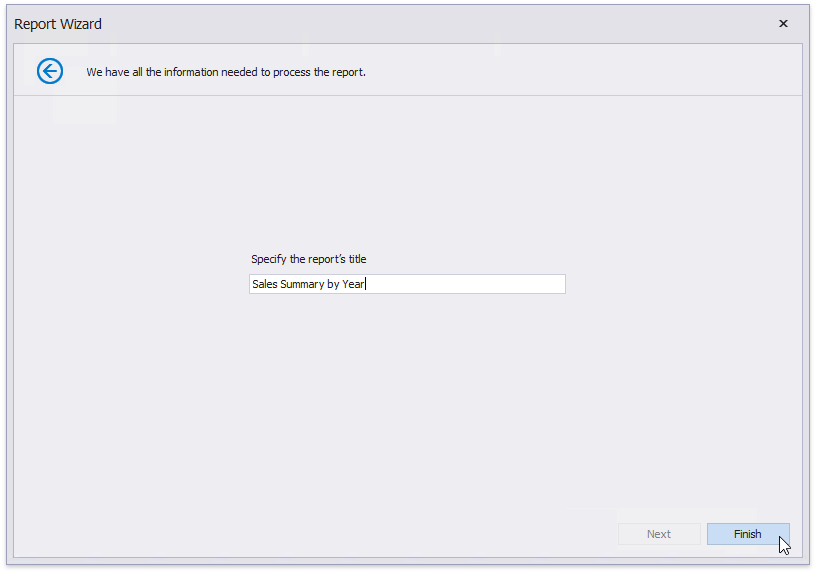 Report Wizard
We have all the information needed to process the report.
Specify the report's title
Sales Summary by Year
Next
Finish